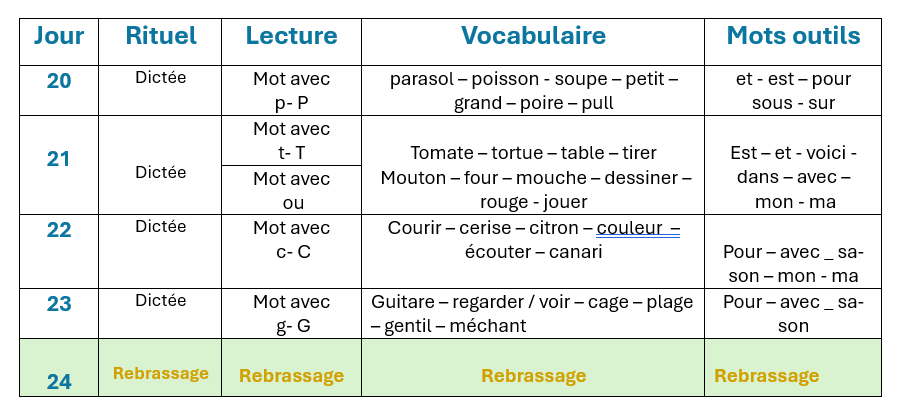 Jour Rituel Lecture Vocabulaire Mots outils
20 Dictée Mot avec parasol – poisson - soupe – petit – et - est – pour
p- P grand – poire – pull sous - sur
Mot avec
t- T
21 Dictée Tomate – tortue – table – tirer Est – et - voici -
Mot avec Mouton – four – mouche – dessiner – dans – avec –
ou rouge - jouer mon - ma
22 Dictée Mot avec Courir – cerise – citron – couleur –
c- C écouter – canari Pour – avec _ sa-
son – mon - ma
23 Dictée Mot avec Guitare – regarder / voir – cage – plage Pour – avec _ sa-
g- G – gentil – méchant son
24 Rebrassage Rebrassage Rebrassage Rebrassage